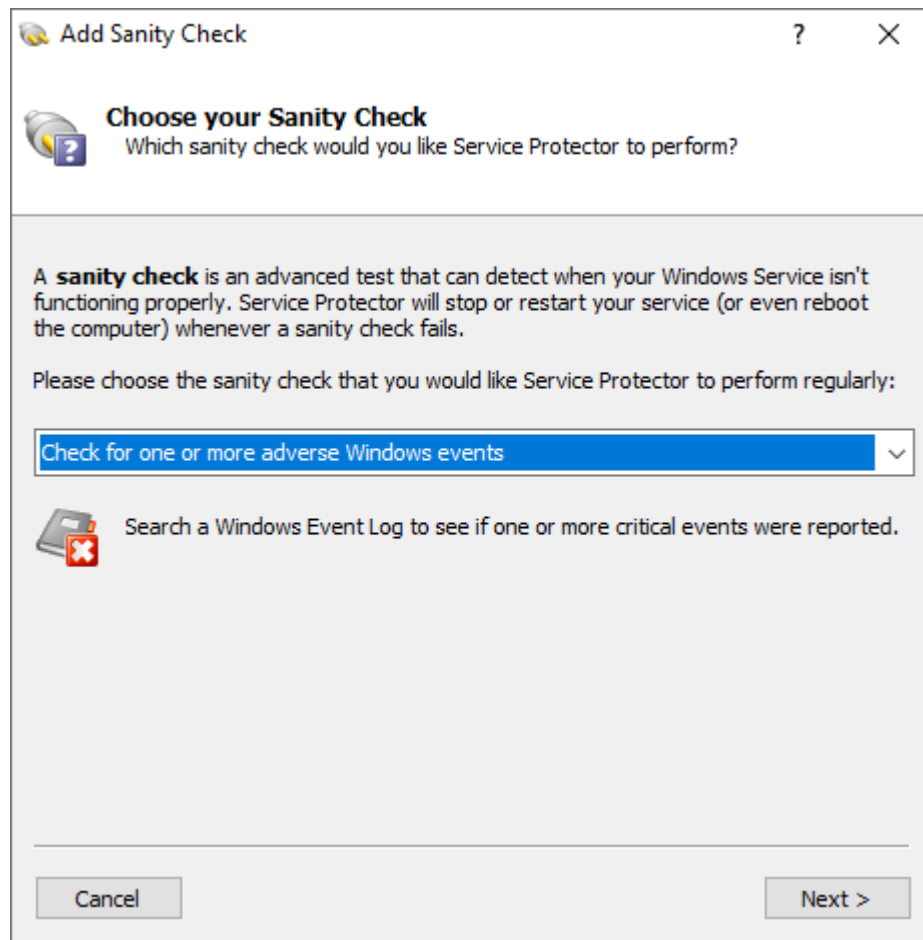 Add Sanity Check
?
Choose your Sanity Check
Which sanity check would you like Service Protector to perform?
A sanity check is an advanced test that can detect when your Windows Service isn't
functioning properly. Service Protector will stop or restart your service (or even reboot
the computer) whenever a sanity check fails.
Please choose the sanity check that you would like Service Protector to perform regularly:
Check for one or more adverse Windows events
Search a Windows Event Log to see if one or more critical events were reported.
Cancel
Next >